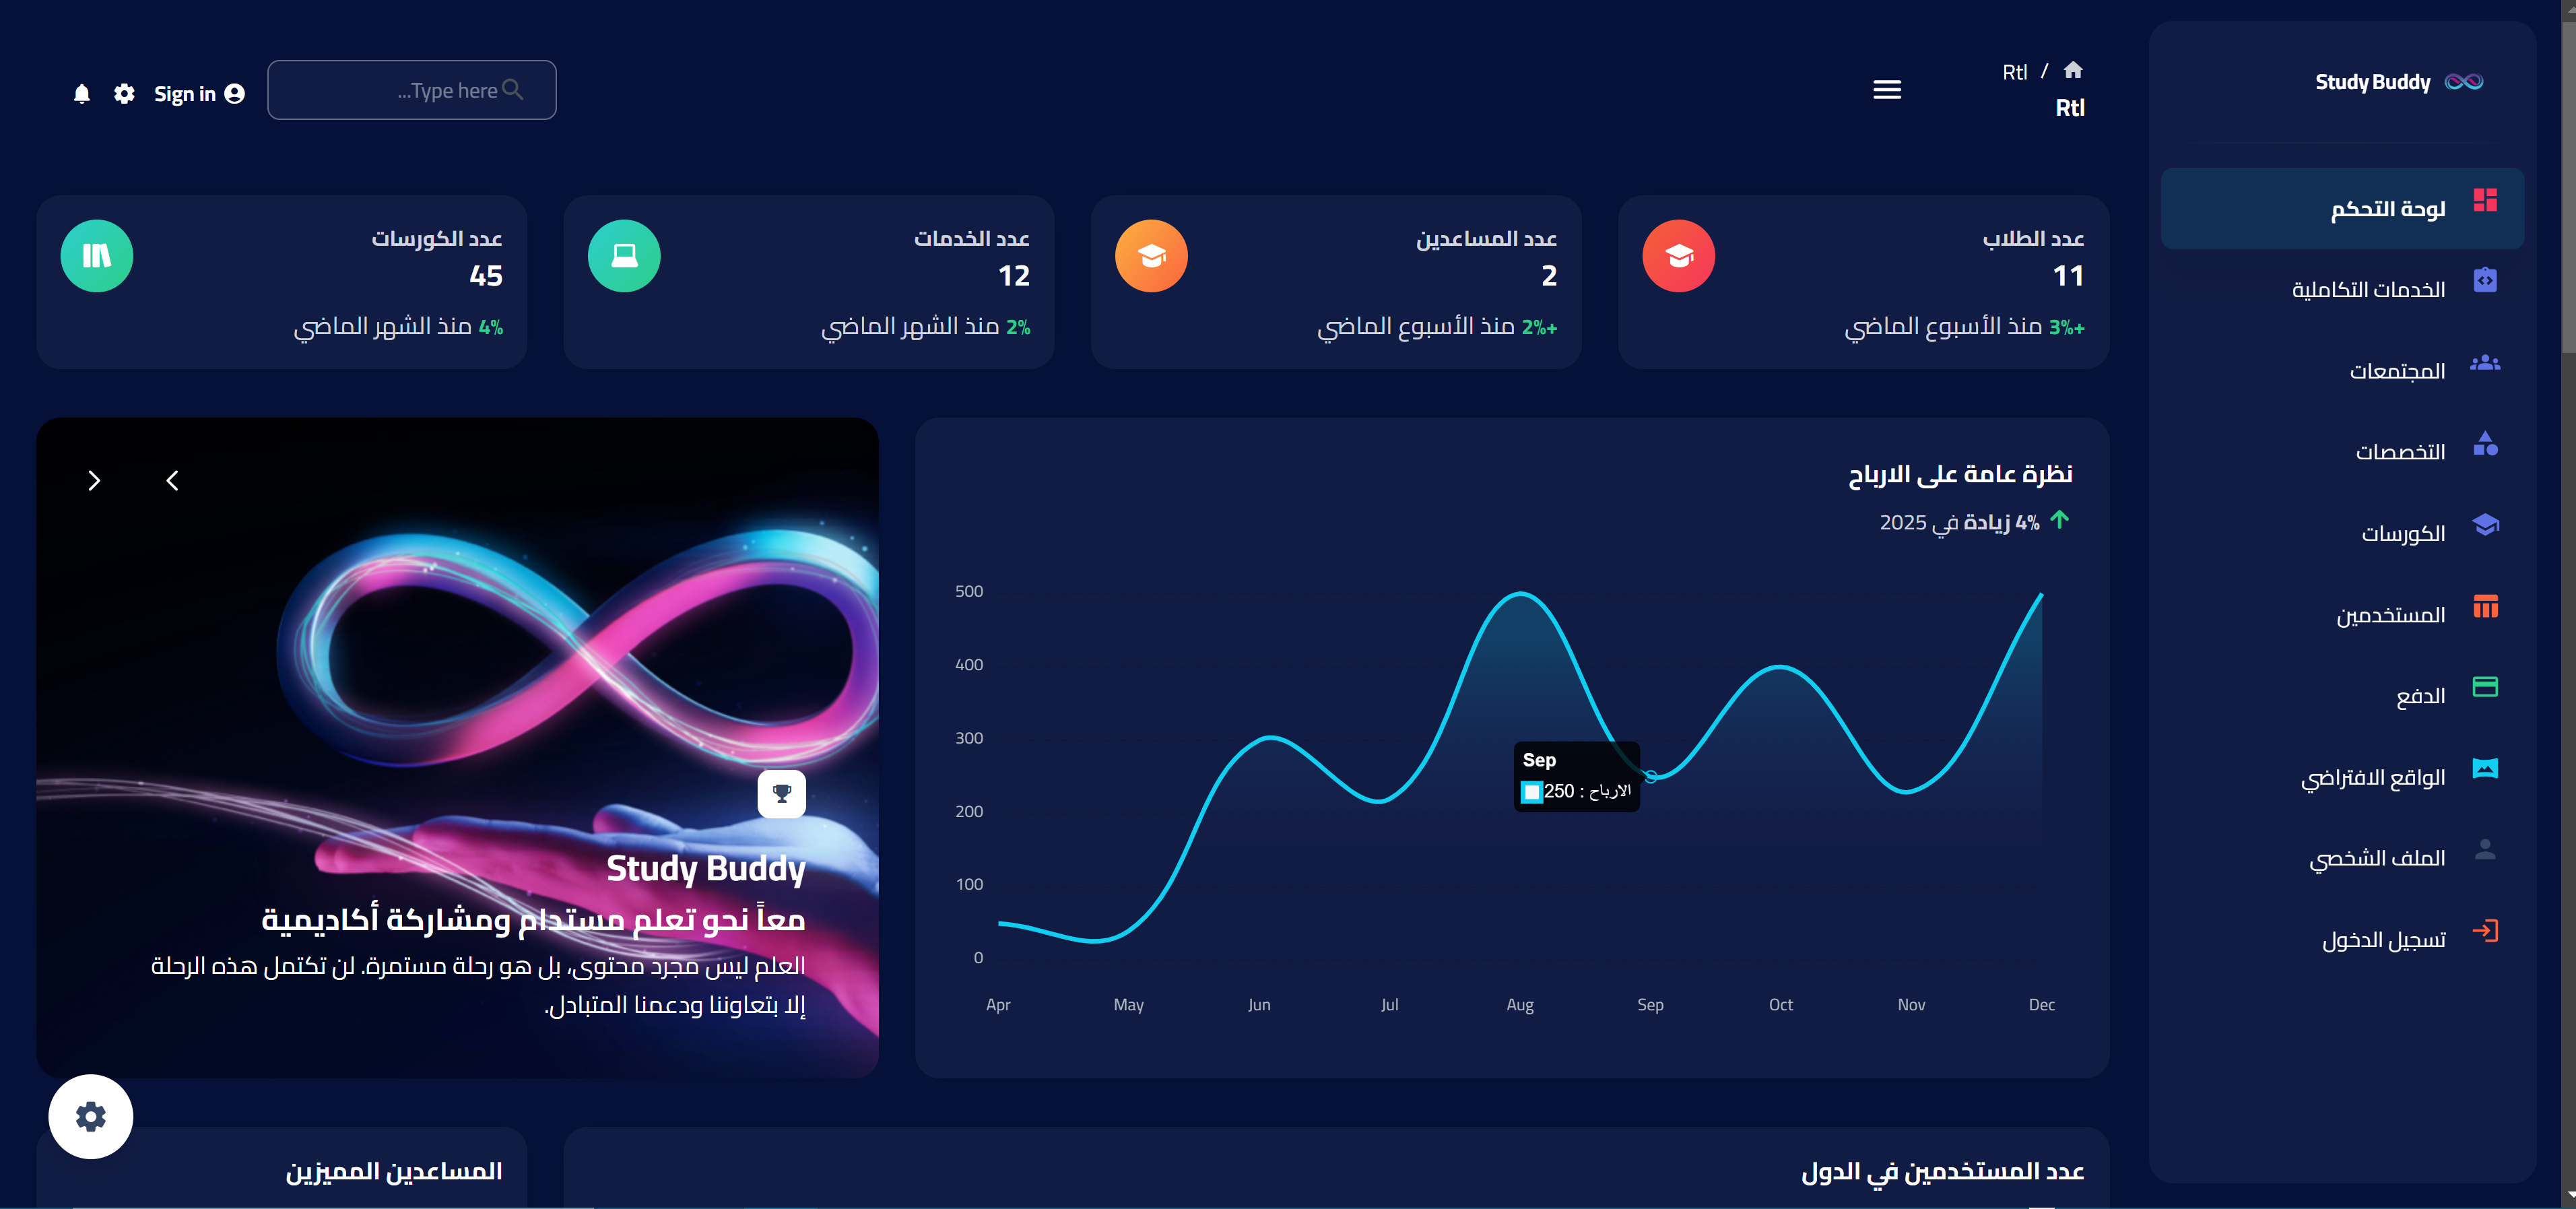 Study Buddy
لوحة التحكم
الخدمات التكاملية
المجتمعات
التخصصات
الكورسات
المستخدمين
الدفع
الواقع الافتراضي
الملف الشخصي
تسجيل الدخول
Rtl /
Rtl
Type here...
Sign in
عدد الطلاب
11
+3% منذ الأسبوع الماضي
عدد المساعدين
2
+2% منذ الأسبوع الماضي
عدد الخدمات
12
2% منذ الشهر الماضي
عدد الكورسات
45
4% منذ الشهر الماضي
نظرة عامة على الارباح
4% زيادة في 2025
500
400
300
200
100
0
Sep
الارباح : 250
Apr May Jun Jul Aug Sep Oct Nov Dec
Study Buddy
معاً نحو تعلم مستدام ومشاركة أكاديمية
العلم ليس مجرد محتوى، بل هو رحلة مستمرة. لن تكتمل هذه الرحلة
إلا بتعاوننا ودعمنا المتبادل.
عدد المستخدمين في الدول
المساعدين المميزين